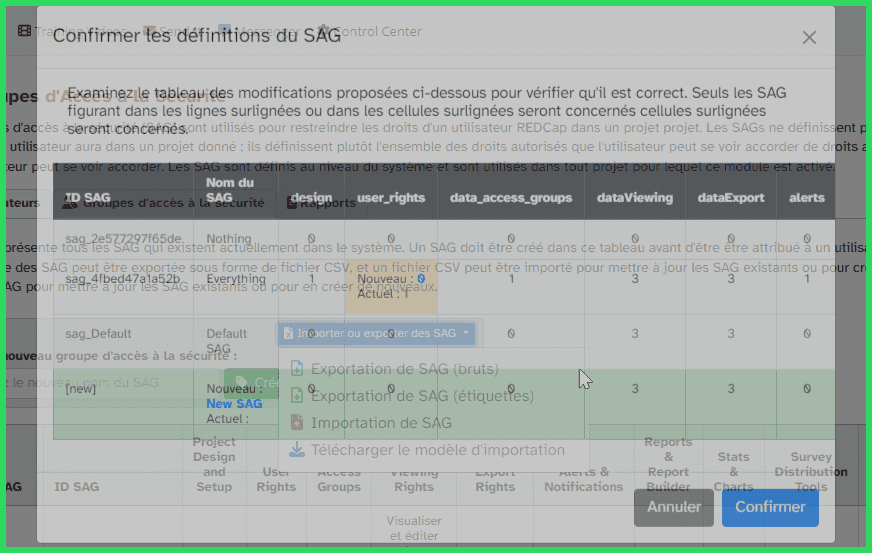 Training Videos Send-It Messenger Control Center
Confirmer les définitions du SAG
Examinez le tableau des modifications proposées ci-dessous pour vérifier qu'il est correct. Seuls les SAG
figurant dans les lignes surlignées ou dans les cellules surlignées seront concernés cellules surlignées
seront concernés.
upes d'Accès à la Sécurité
s d'accès à la sécurité (SAG) sont utilisés pour restreindre les droits d'un utilisateur REDCap dans un projet projet. Les SAGs ne définissent p
utilisateur aura dans un projet donné ; ils définissent plutôt l'ensemble des droits autorisés que l'utilisateur peut se voir accorder de droits a
teur peut se voir accorder. Les SAG sont définis au niveau du système et sont utilisés dans tout projet pour lequel ce module est activé.
ateurs Groupes d'accès à la sécurité Rapports
ID SAG Nom du SAG design user_rights data_access_groups dataViewing dataExport alerts
sag_2e577297f65de Nothing 0 0 0 0 0 0
présente tous les SAG qui existent actuellement dans le système. Un SAG doit être créé dans ce tableau avant d'être être attribué à un utilisa
e des SAG peut être exportée sous forme de fichier CSV, et un fichier CSV peut être importé pour mettre à jour les SAG existants ou pour cré
SAG pour mettre à jour les SAG existants ou pour en créer de nouveaux.
sag_4fbed47a1a52b Everything 1 Nouveau : 0 1 3 3 1
Actuel : 1
sag_Default Default SAG 0 0 0 3 3 0
Importer ou exporter des SAG
nouveau groupe d'accès à la sécurité :
z le nouveau nom du SAG Créer
Exportation de SAG (bruts)
Exportation de SAG (étiquettes)
Importation de SAG
Télécharger le modèle d'importation
[new] Nouveau : 0 0 0 3 3 0
New SAG
Actuel :
SAG ID SAG Project Design and Setup User Rights Access Groups Viewing Rights Export Rights Alerts & Notifications Reports & Report Builder Stats & Charts Survey Distribution Tools
Visualiser
et éditer
Annuler Confirmer